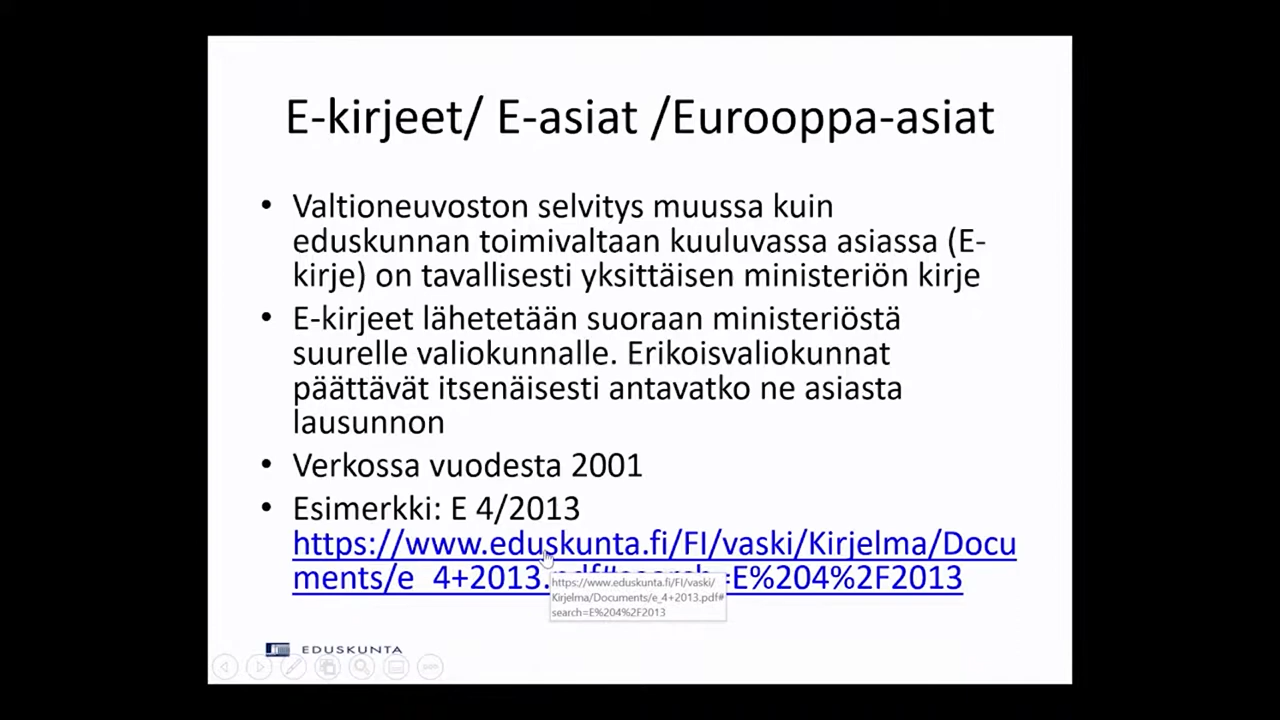 E-kirjeet/ E-asiat /Eurooppa-asiat
• Valtioneuvoston selvitys muussa kuin
eduskunnan toimivaltaan kuuluvassa asiassa (E-
kirje) on tavallisesti yksittäisen ministeriön kirje
• E-kirjeet lähetetään suoraan ministeriöstä
suurelle valiokunnalle. Erikoisvaliokunnat
päättävät itsenäisesti antavatko ne asiasta
lausunnon
• Verkossa vuodesta 2001
• Esimerkki: E 4/2013
https://www.eduskunta.fi/FI/vaski/Kirjelma/Docu
ments/e_4+2013.pdf#search=E%204%2F2013
https://www.eduskunta.fi/FI/vaski/
Kirjelma/Documents/e_4+2013.pdf#
search=E%204%2F2013
EDUSKUNTA